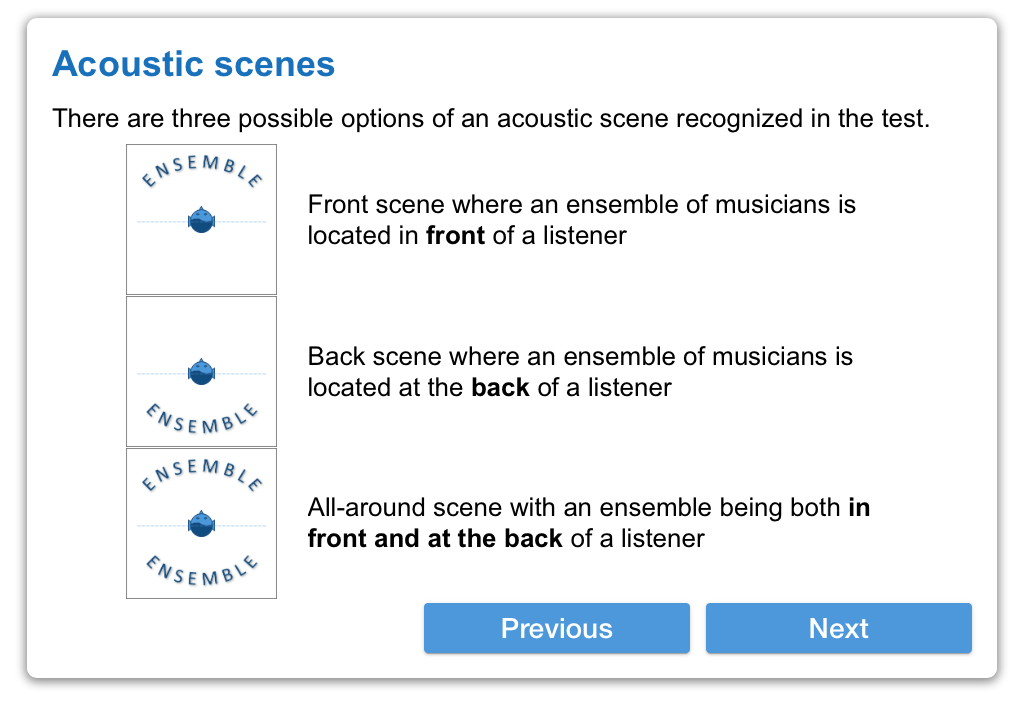 Acoustic scenes
There are three possible options of an acoustic scene recognized in the test.
ENSEMBLE
Front scene where an ensemble of musicians is
located in front of a listener
Back scene where an ensemble of musicians is
located at the back of a listener
ENSEMBLE
ENSEMBLE
All-around scene with an ensemble being both in
front and at the back of a listener
ENSEMBLE
Previous
Next